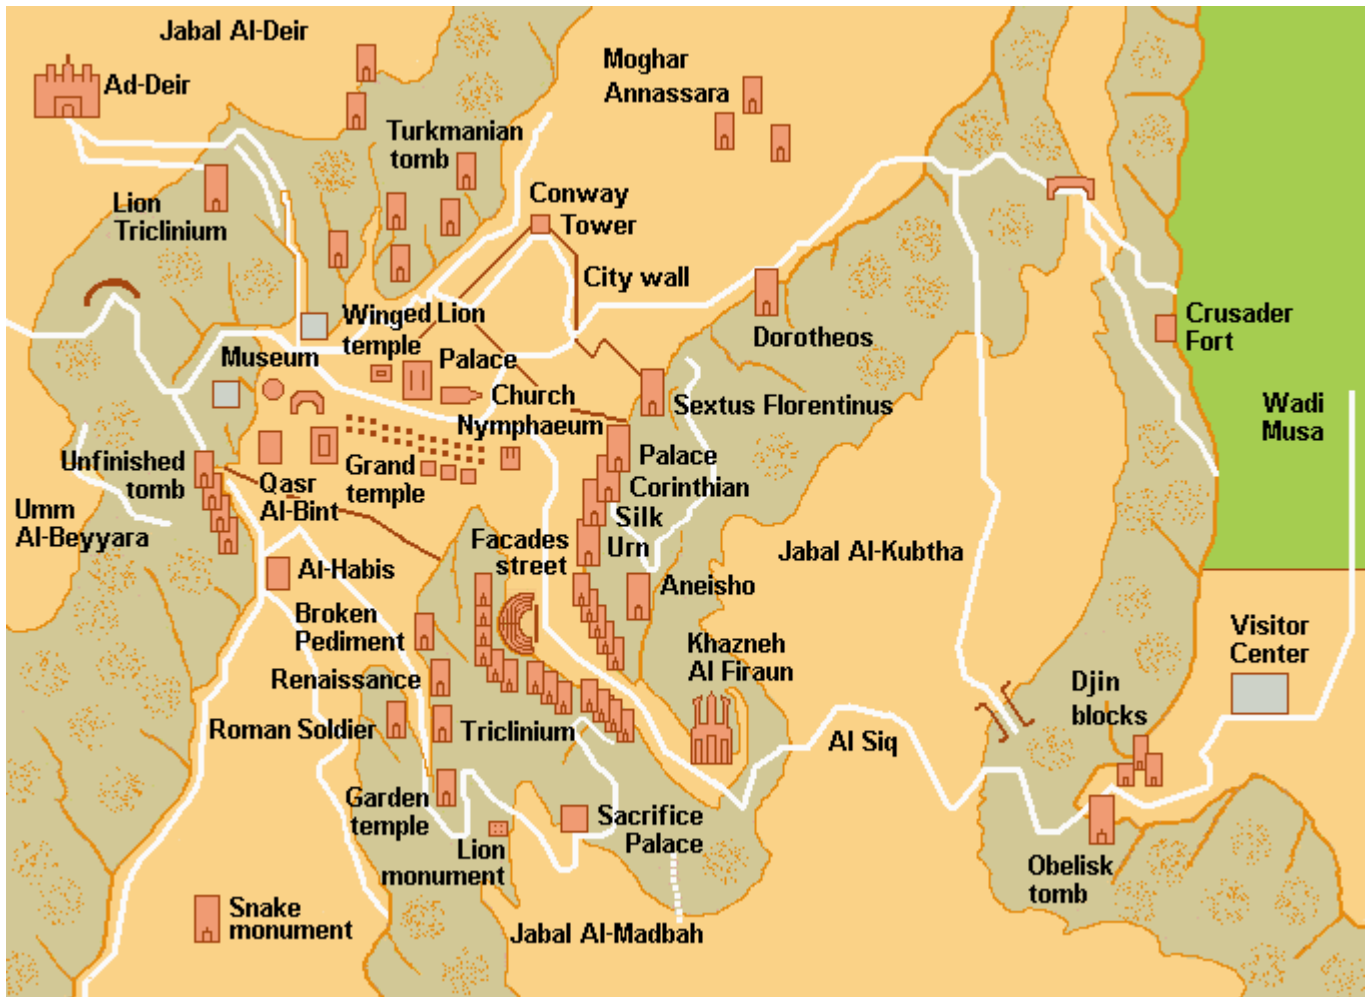 Jabal Al-Deir
Ad-Deir
Moghar
Annassara
Turkmanian
tomb
Lion
Triclinium
Conway
Tower
City wall
Winged Lion
temple
Museum
Palace
Church
Nymphaeum
Dorotheos
Sextus Florentinus
Crusader
Fort
Wadi
Musa
Unfinished
tomb
Qasr
Al-Bint
Grand
temple
Palace
Corinthian
Silk
Urn
Umm
Al-Beyyara
Facades
street
Jabal Al-Kubtha
Al-Habis
Aneisho
Broken
Pediment
Khazneh
Al Firaun
Visitor
Center
Renaissance
Djin
blocks
Roman Soldier
Triclinium
Al Siq
Garden
temple
Sacrifice
Palace
Lion
monument
Obelisk
tomb
Snake
monument
Jabal Al-Madbah